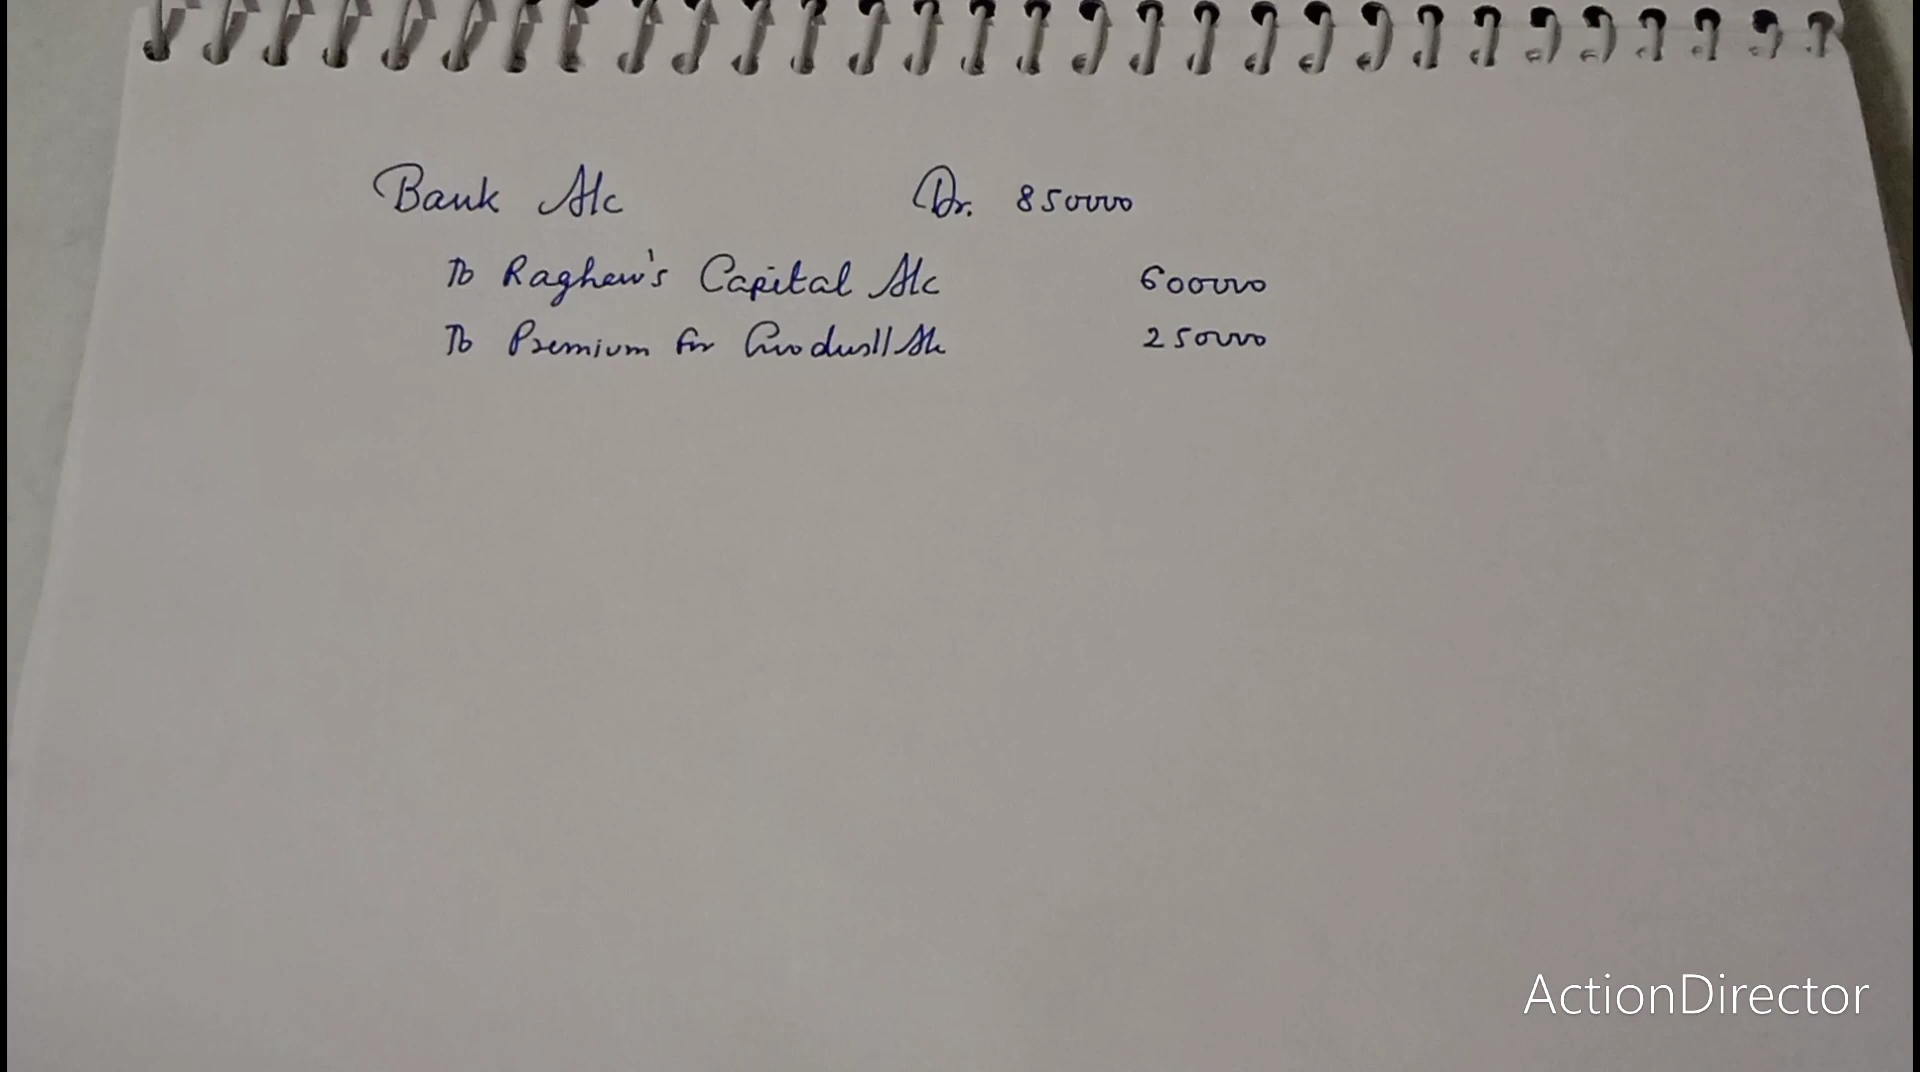 Bank A/c Dr. 850000
To Raghav's Capital A/c 600000
To Premium for Goodwill A/c 250000
ActionDirector